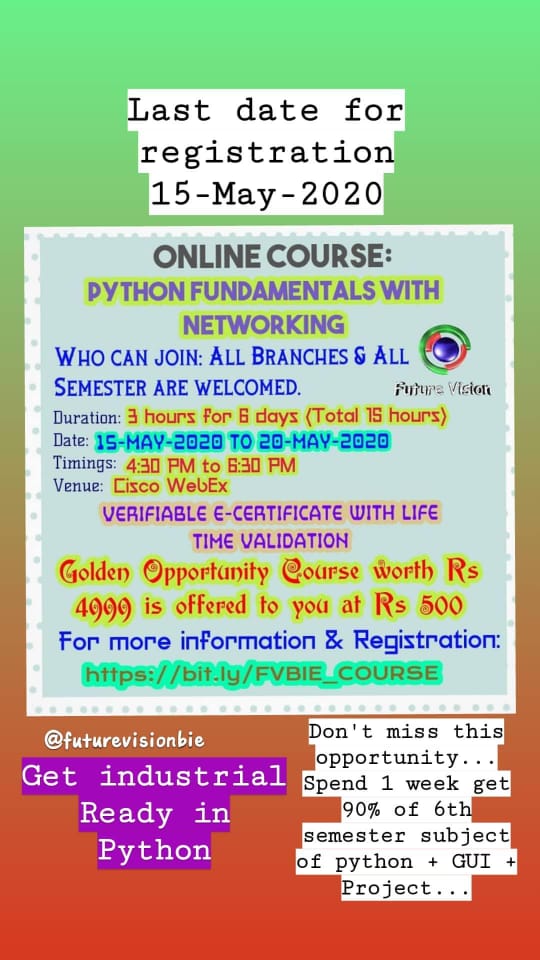 Last date for
registration
15-May-2020
ONLINE COURSE:
PYTHON FUNDAMENTALS WITH
NETWORKING
WHO CAN JOIN: ALL BRANCHES & ALL
SEMESTER ARE WELCOMED.
Future Vision
Duration: 3 hours for 6 days (Total 15 hours)
Date: 15-MAY-2020 TO 20-MAY-2020
Timings: 4:30 PM to 6:30 PM
Venue: Cisco WebEx
VERIFIABLE E-CERTIFICATE WITH LIFE
TIME VALIDATION
Golden Opportunity Course worth Rs
4999 is offered to you at Rs 500
For more information & Registration:
https://bit.ly/FVBIE_COURSE
@futurevisionbie
Get industrial
Ready in
Python
Don't miss this
opportunity...
Spend 1 week get
90% of 6th
semester subject
of python + GUI +
Project...